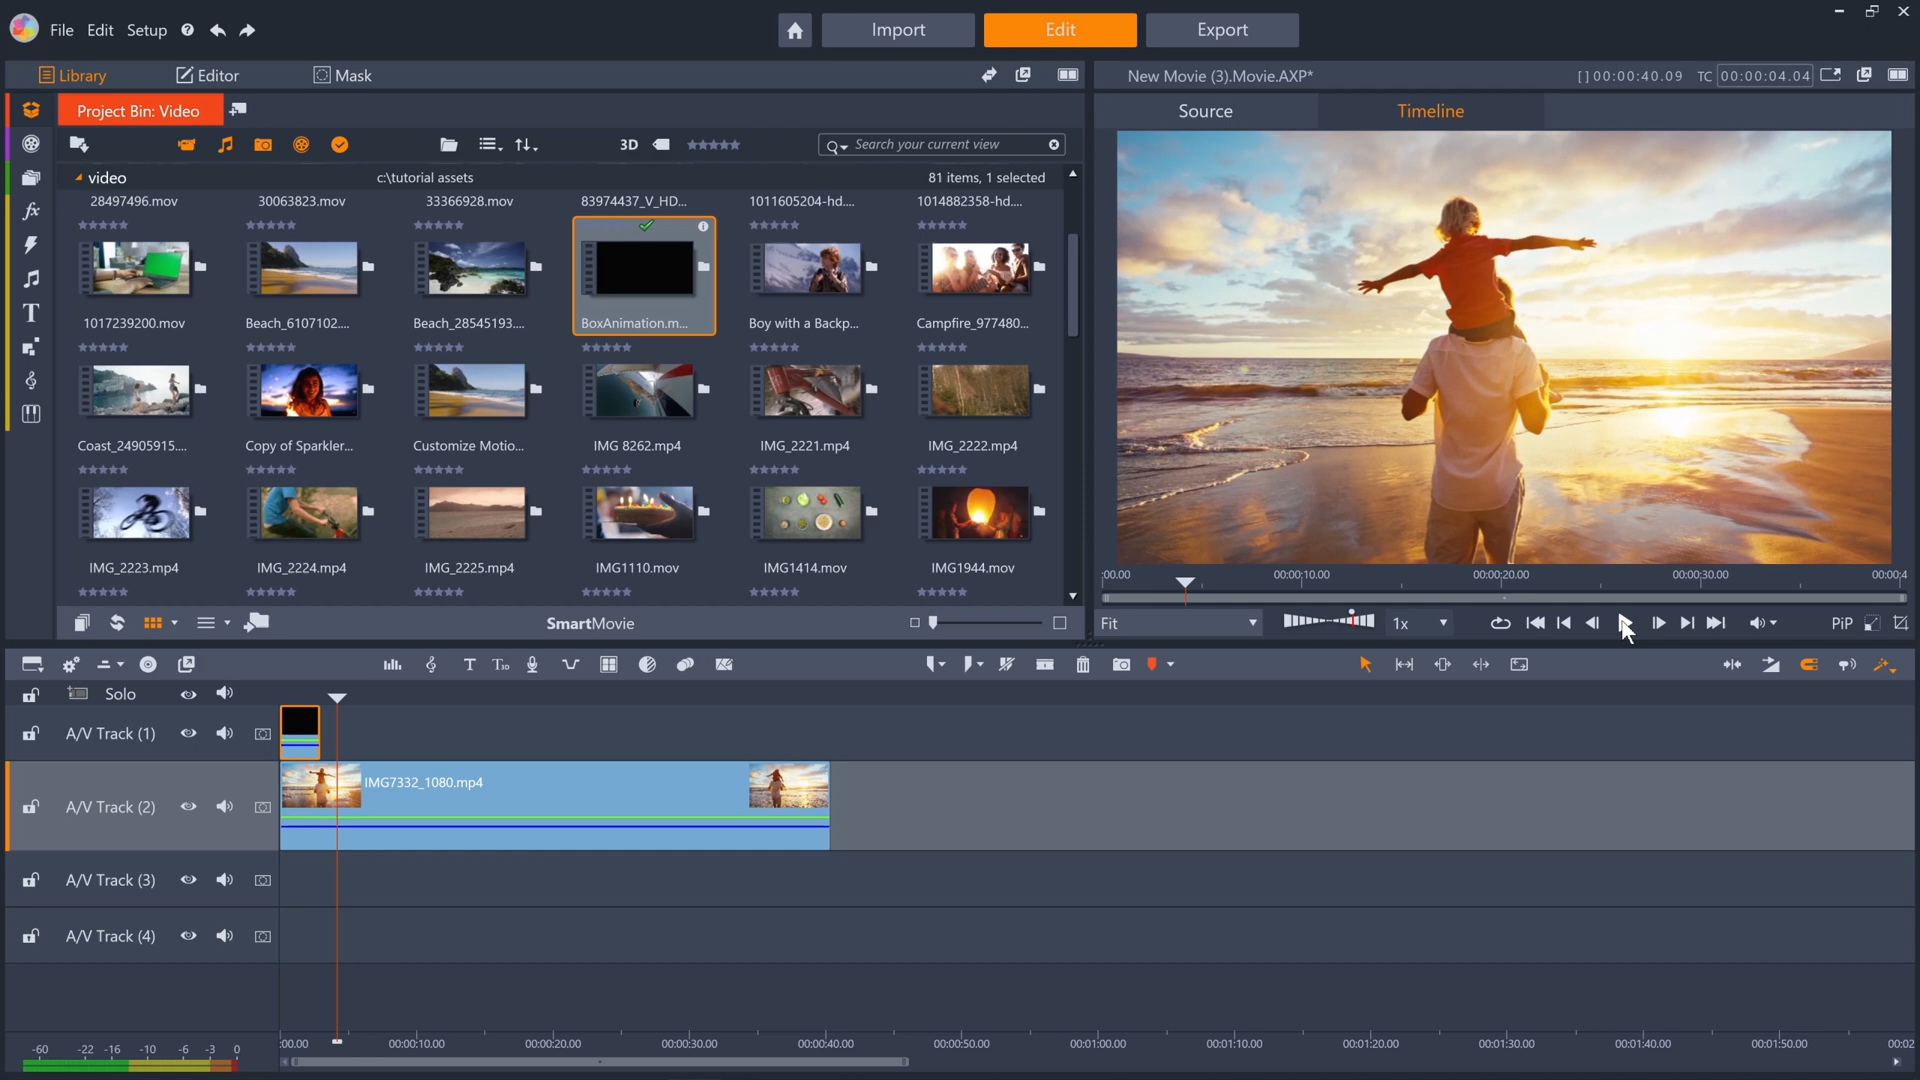 File Edit Setup Import Edit Export
Library Editor Mask New Movie (3).Movie.AXP* [ ] 00:00:40.09 TC 00:00:04.04
Project Bin: Video Source Timeline
3D Search your current view
video c:\tutorial assets 81 items, 1 selected
28497496.mov 30063823.mov 33366928.mov 83974437_V_HD... 1011605204-hd.... 1014882358-hd....
1017239200.mov Beach_6107102.... Beach_28545193.... BoxAnimation.m... Boy with a Backp... Campfire_977480...
Coast_24905915.... Copy of Sparkler... Customize Motio... IMG 8262.mp4 IMG_2221.mp4 IMG_2222.mp4
IMG_2223.mp4 IMG_2224.mp4 IMG_2225.mp4 IMG1110.mov IMG1414.mov IMG1944.mov
:00.00 00:00:10.00 00:00:20.00 00:00:30.00 00:00:4
SmartMovie Fit 1x PiP
Solo
A/V Track (1)
A/V Track (2) IMG7332_1080.mp4
A/V Track (3)
A/V Track (4)
-60 -22 -16 -10 -6 -3 0
:00.00 00:00:10.00 00:00:20.00 00:00:30.00 00:00:40.00 00:00:50.00 00:01:00.00 00:01:10.00 00:01:20.00 00:01:30.00 00:01:40.00 00:01:50.00 00:02